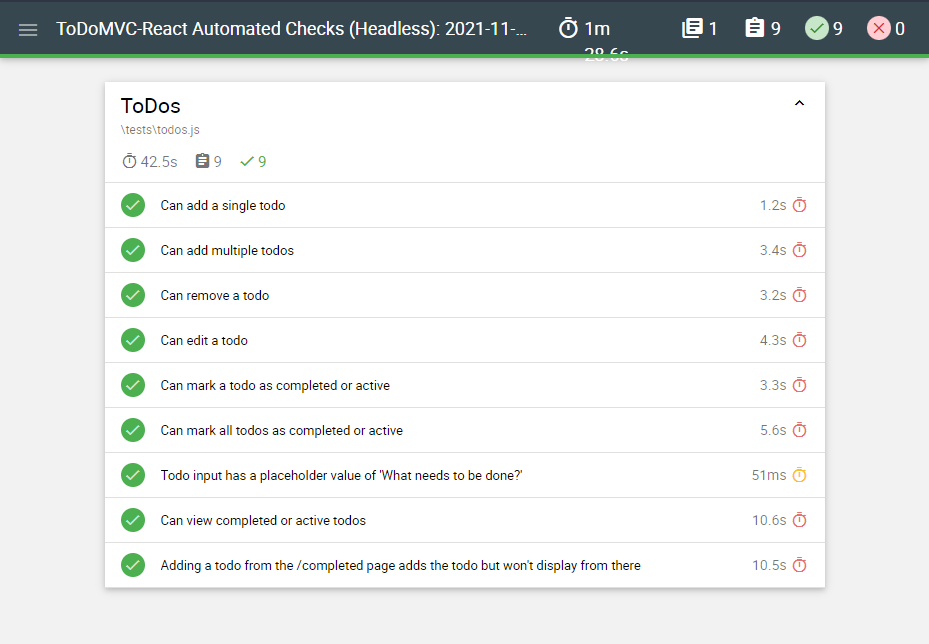 ToDoMVC-React Automated Checks (Headless): 2021-11-...
1m
28.6s
1
9
9
0
ToDos
\tests\todos.js
42.5s 9 9
Can add a single todo 1.2s
Can add multiple todos 3.4s
Can remove a todo 3.2s
Can edit a todo 4.3s
Can mark a todo as completed or active 3.3s
Can mark all todos as completed or active 5.6s
Todo input has a placeholder value of 'What needs to be done?' 51ms
Can view completed or active todos 10.6s
Adding a todo from the /completed page adds the todo but won't display from there 10.5s